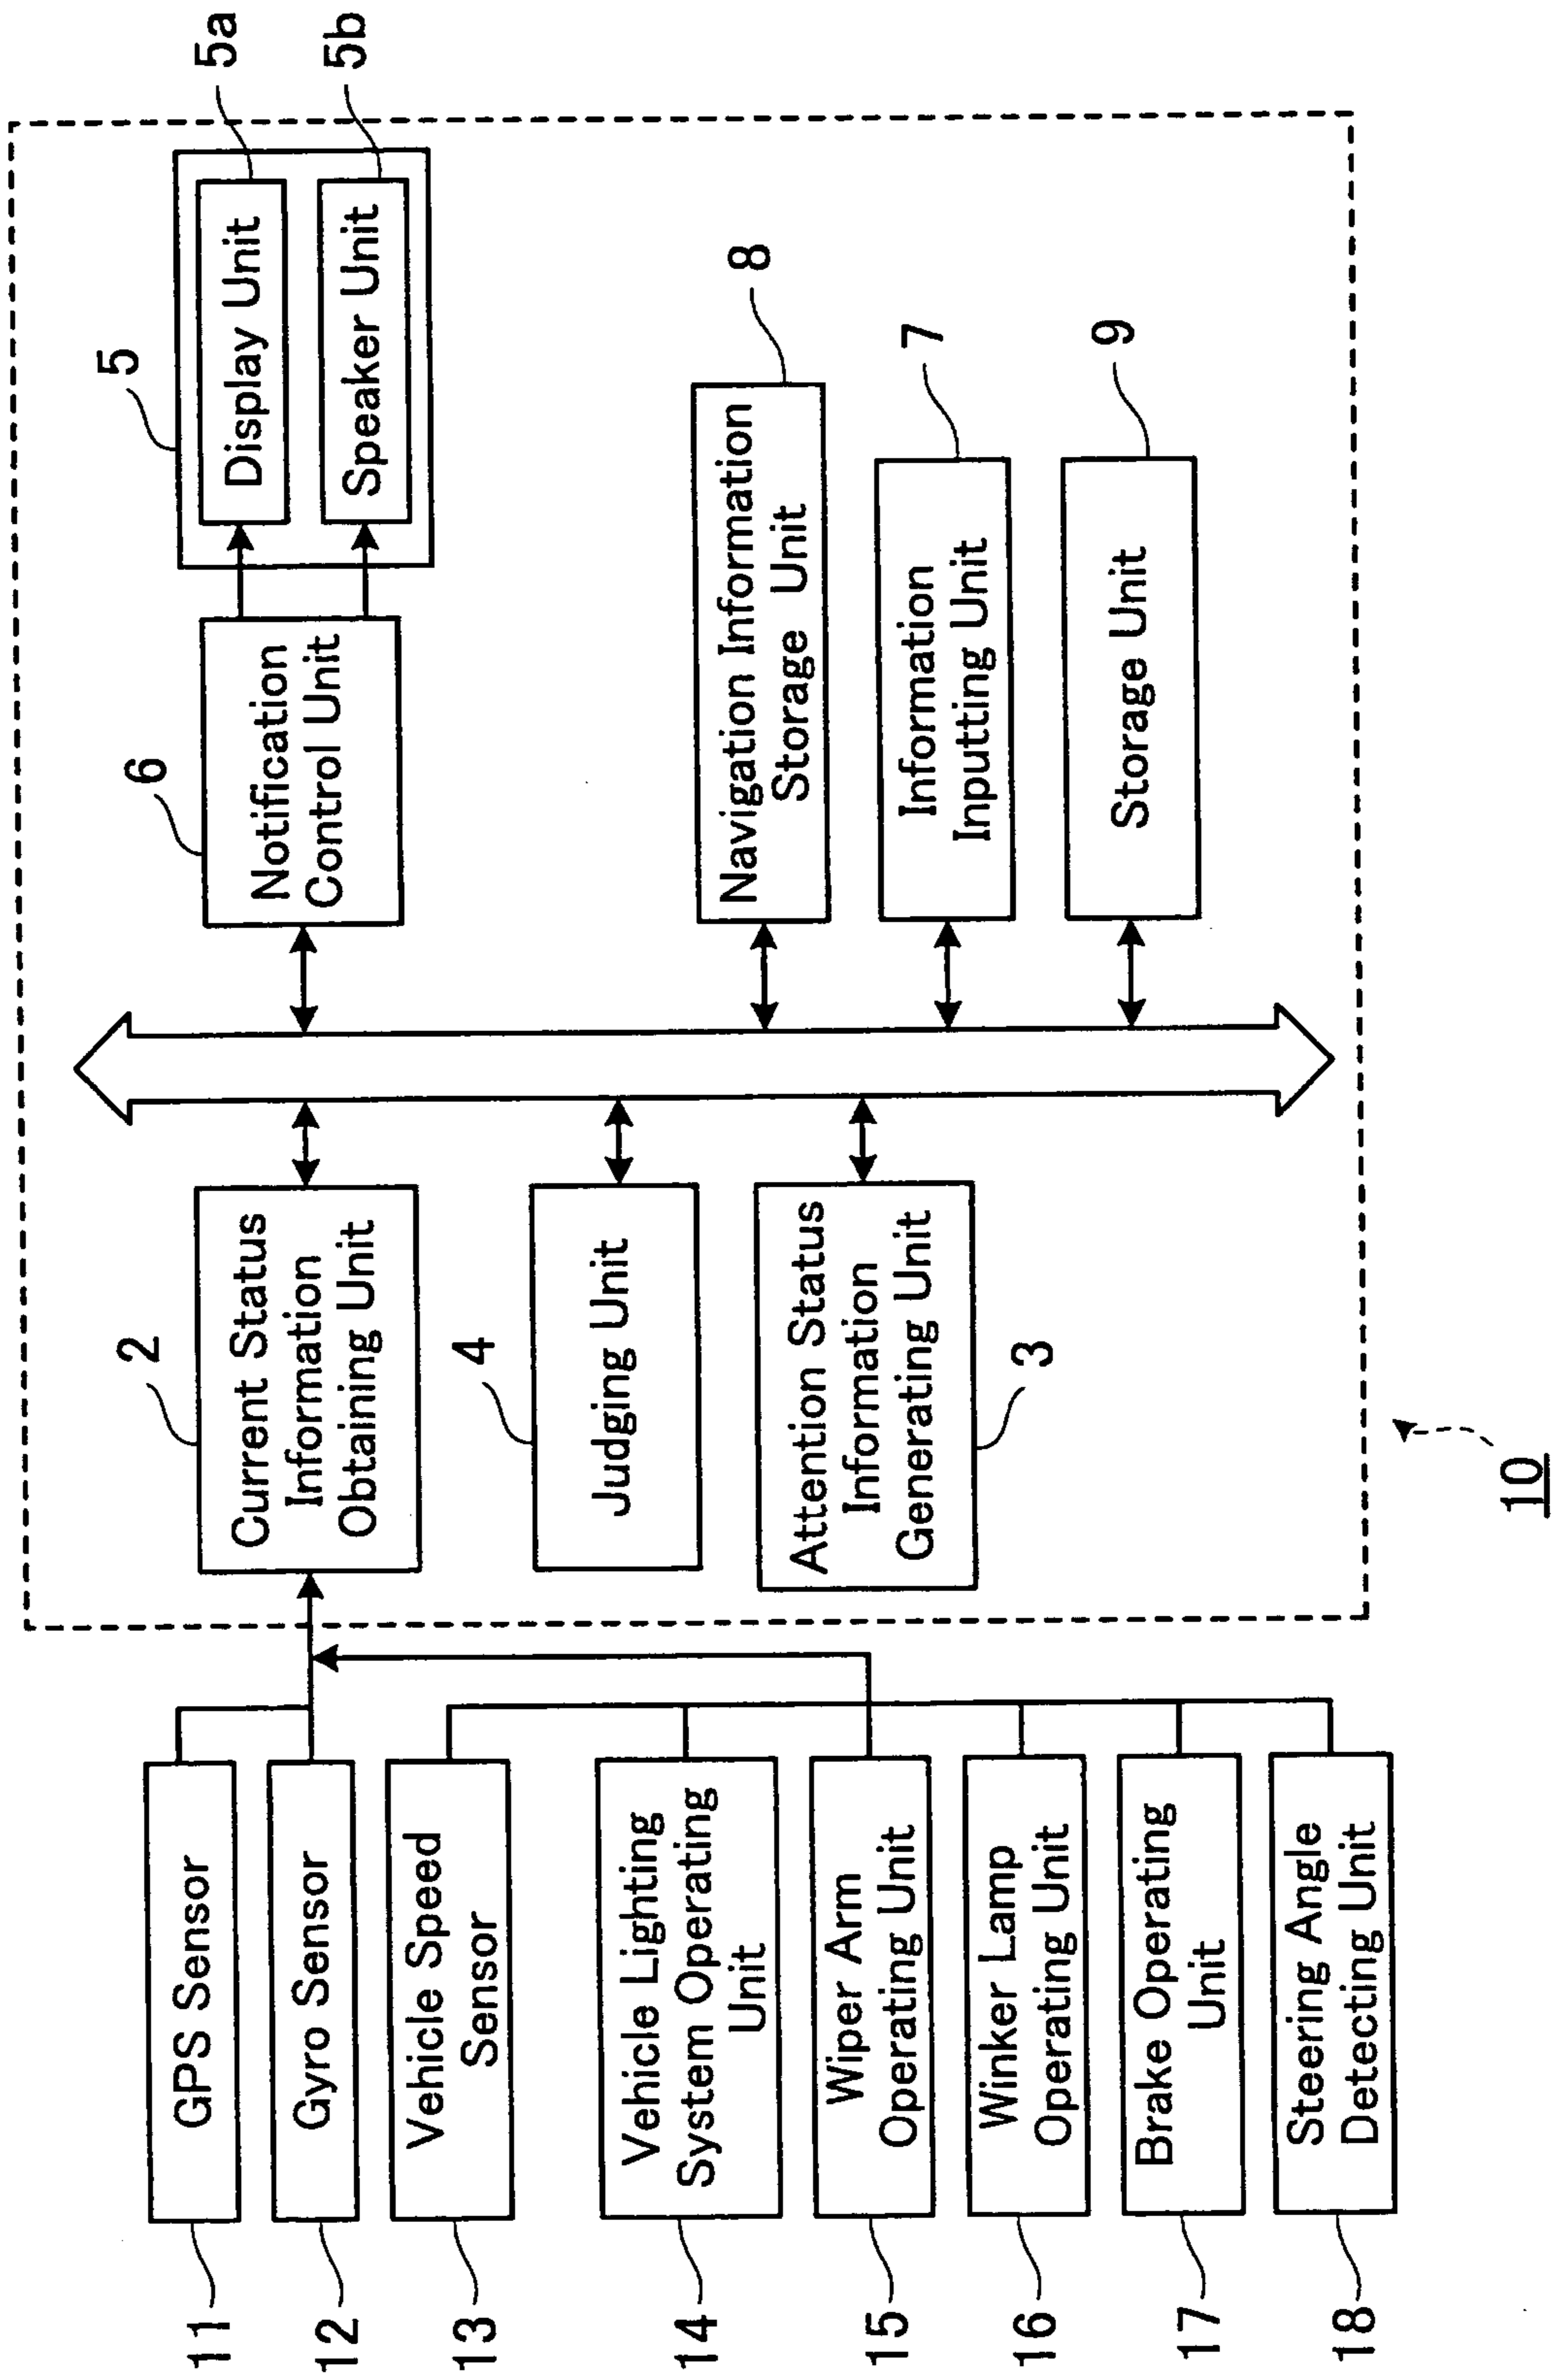 11
GPS Sensor
12
Gyro Sensor
13
Vehicle Speed
Sensor
14
Vehicle Lighting
System Operating
Unit
15
Wiper Arm
Operating Unit
16
Winker Lamp
Operating Unit
17
Brake Operating
Unit
18
Steering Angle
Detecting Unit
2
Current Status
Information
Obtaining Unit
4
Judging Unit
Attention Status
Information
Generating Unit
3
10
6
Notification
Control Unit
5
Display Unit
5a
Speaker Unit
5b
Navigation Information
Storage Unit
8
Information
Inputting Unit
7
Storage Unit
9